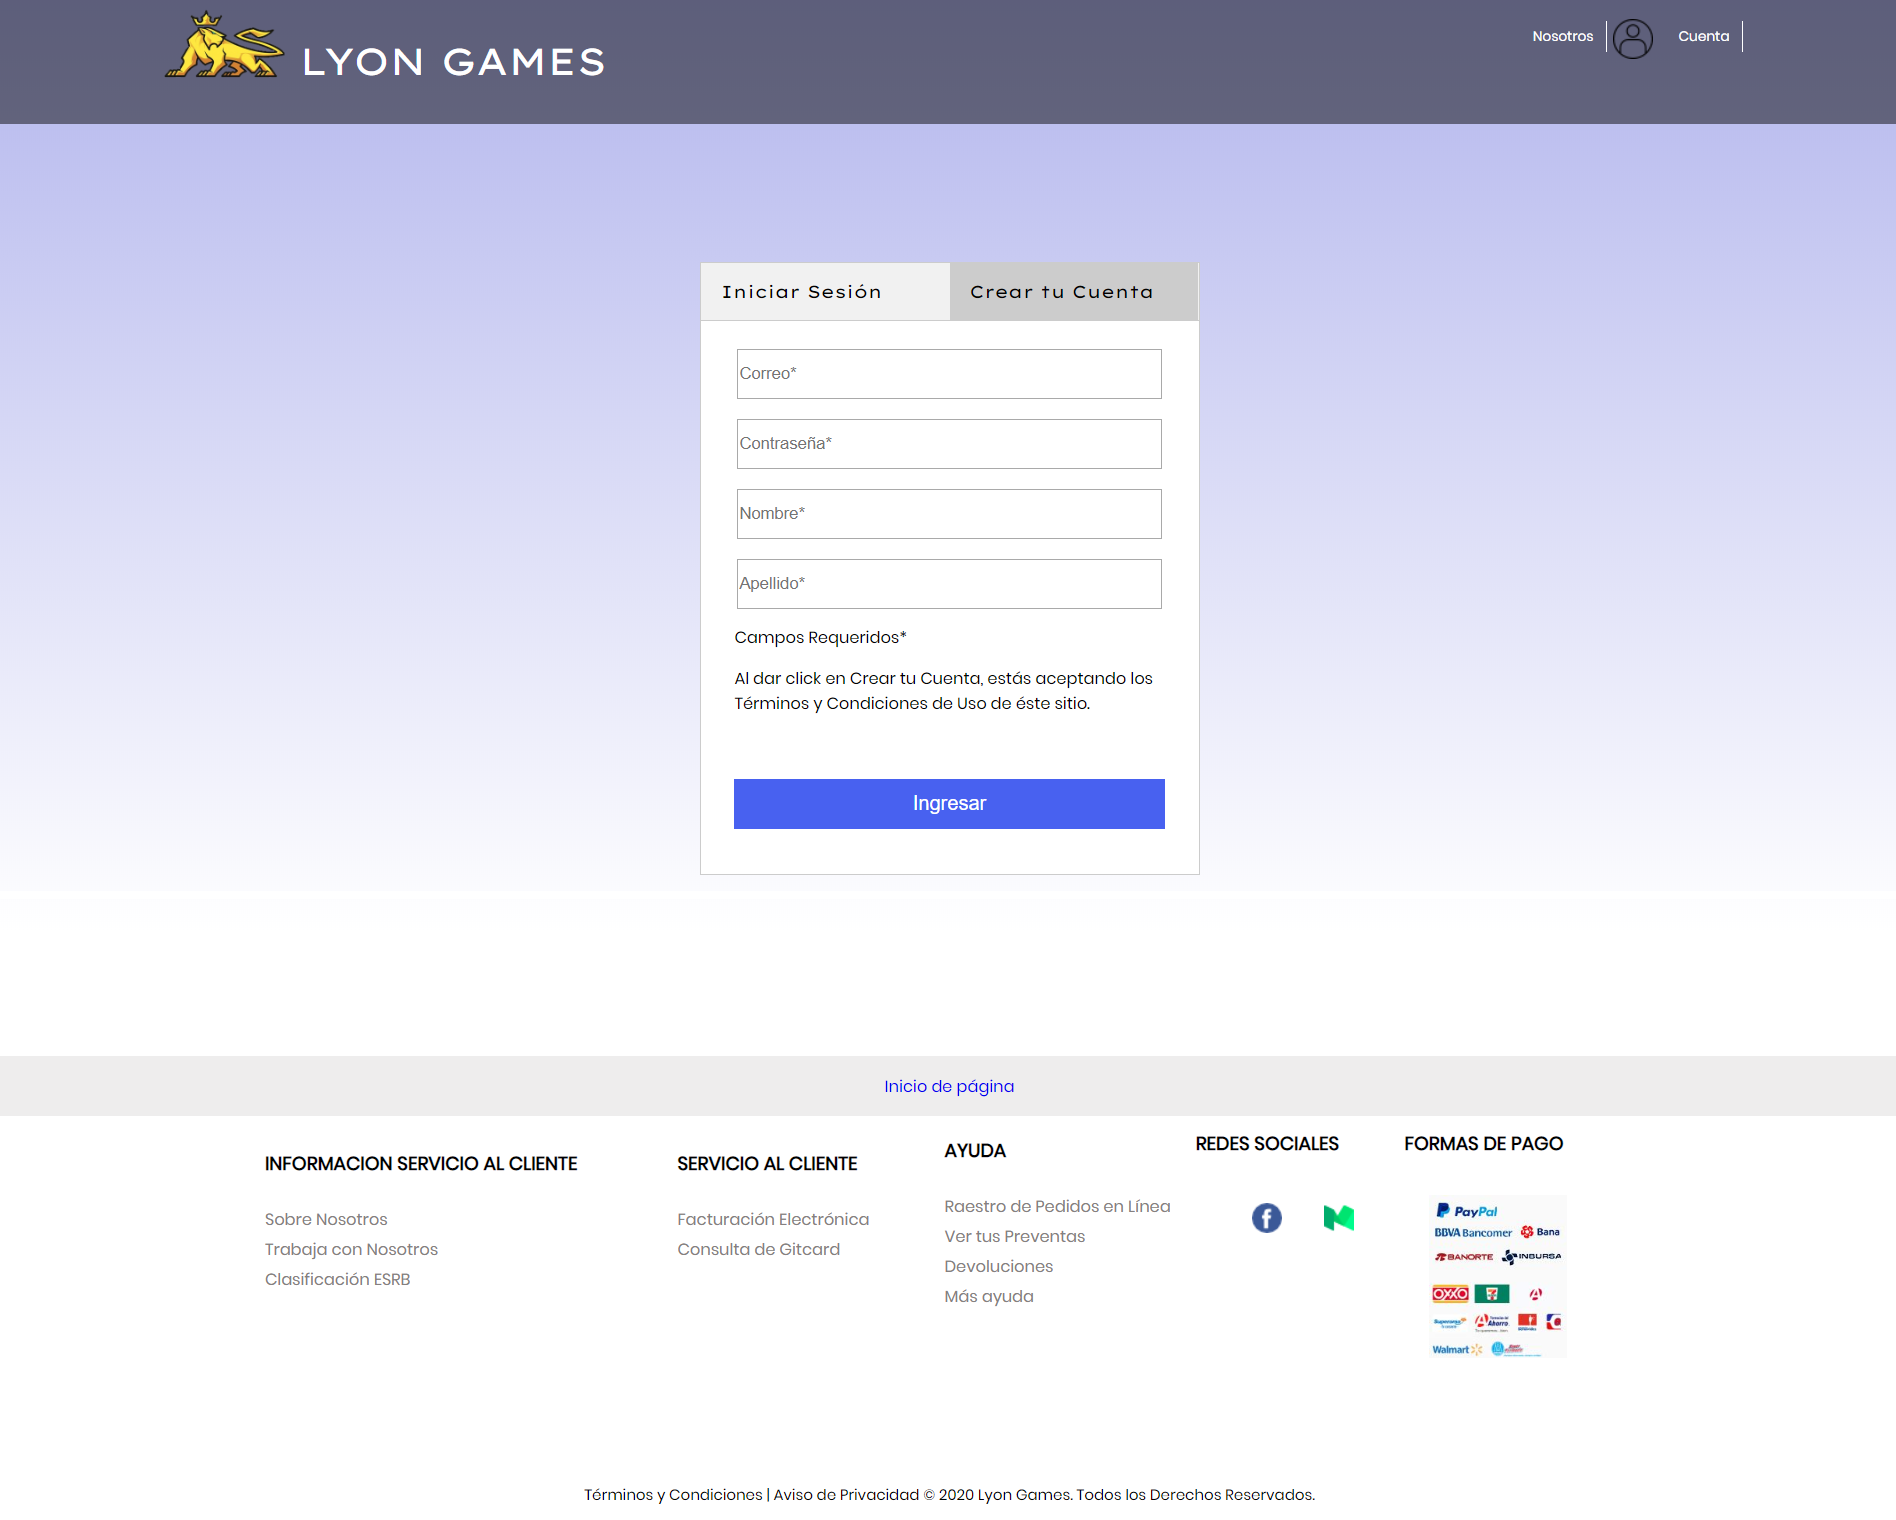 LYON GAMES
Nosotros
Cuenta
Iniciar Sesión
Crear tu Cuenta
Correo*
Contraseña*
Nombre*
Apellido*
Campos Requeridos*
Al dar click en Crear tu Cuenta, estás aceptando los
Términos y Condiciones de Uso de éste sitio.
Ingresar
Inicio de página
INFORMACION SERVICIO AL CLIENTE
Sobre Nosotros
Trabaja con Nosotros
Clasificación ESRB
SERVICIO AL CLIENTE
Facturación Electrónica
Consulta de Gitcard
AYUDA
Raestro de Pedidos en Línea
Ver tus Preventas
Devoluciones
Más ayuda
REDES SOCIALES
FORMAS DE PAGO
PayPal
BBVA Bancomer Bana
BANORTE INBURSA
OXXO
Ahorro
Walmart
Términos y Condiciones | Aviso de Privacidad © 2020 Lyon Games. Todos los Derechos Reservados.